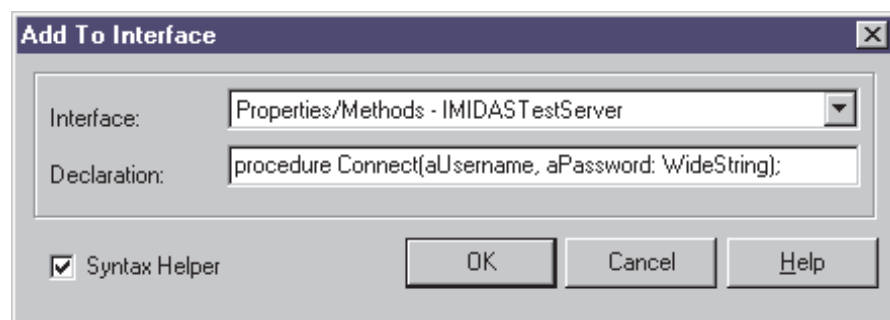 Add To Interface
Interface:
Properties/Methods - IMIDASTestServer
Declaration:
procedure Connect(aUsername, aPassword: WideString);
Syntax Helper
OK
Cancel
Help